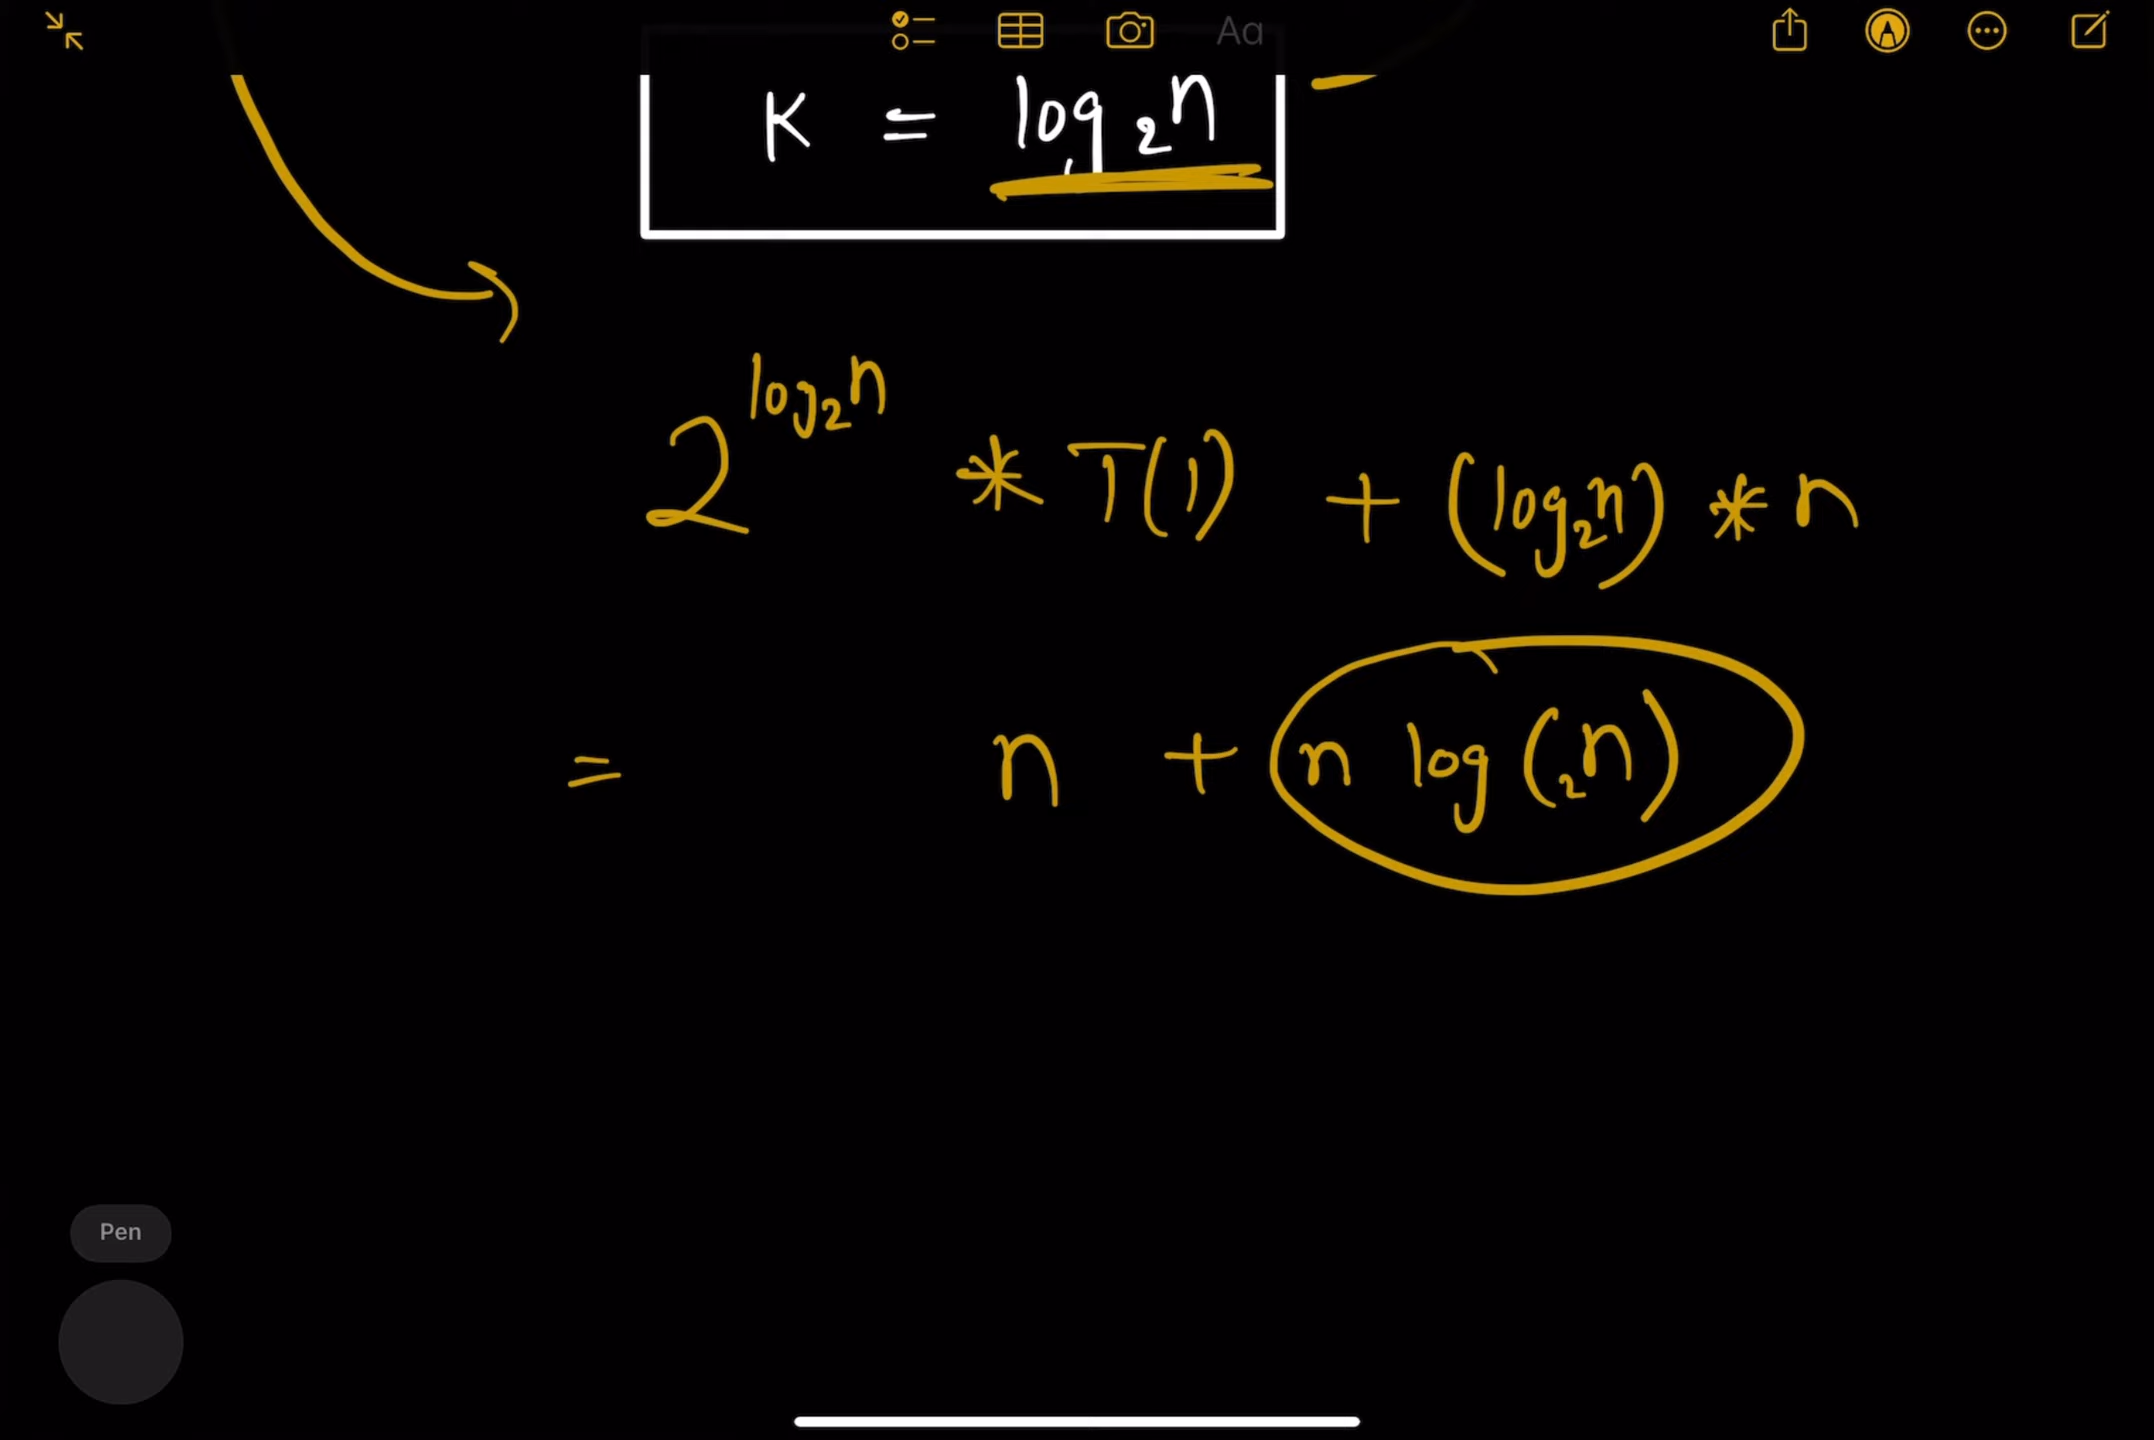 Aa
K = log₂n
2^log₂n * T(1) + (log₂n) * n
= n + n log(₂n)
Pen